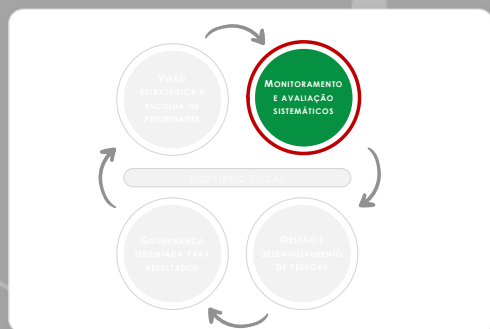 VISÃO
ESTRATÉGICA E
ESCOLHA DE
PRIORIDADES
MONITORAMENTO
E AVALIAÇÃO
SISTEMÁTICOS
EQUILÍBRIO FISCAL
GOVERNANÇA
ORIENTADA PARA
RESULTADOS
GESTÃO E
DESENVOLVIMENTO
DE PESSOAS